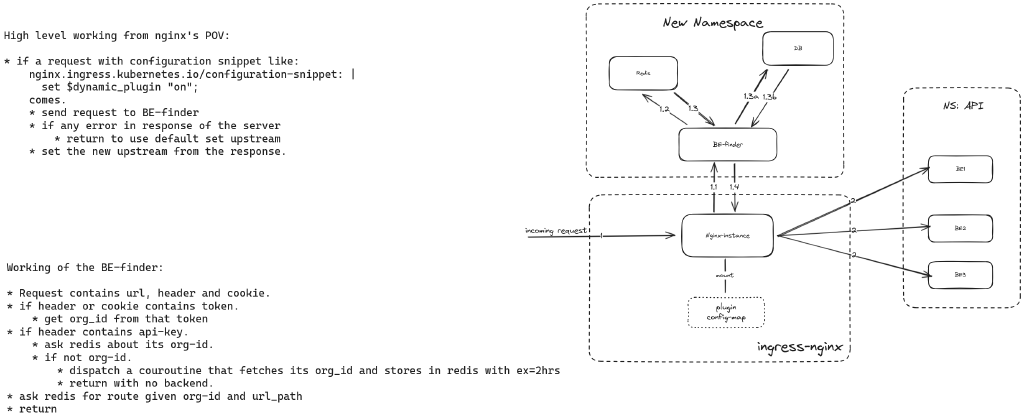 High level working from nginx's POV:
* if a request with configuration snippet like:
nginx.ingress.kubernetes.io/configuration-snippet: |
set $dynamic_plugin "on";
comes.
* send request to BE-finder
* if any error in response of the server
* return to use default set upstream
* set the new upstream from the response.
Working of the BE-finder:
* Request contains url, header and cookie.
* if header or cookie contains token.
* get org_id from that token
* if header contains api-key.
* ask redis about its org-id.
* if not org-id.
* dispatch a couroutine that fetches its org_id and stores in redis with ex=2hrs
* return with no backend.
* ask redis for route given org-id and url_path
* return
New Namespace
DB
Redis
1.2
1.3
1.3a
1.3b
BE-finder
1.1
1.4
incoming request
1
Nginx-instance
mount
plugin
config-map
ingress-nginx
2
2
2
NS: API
BE1
BE2
BE3